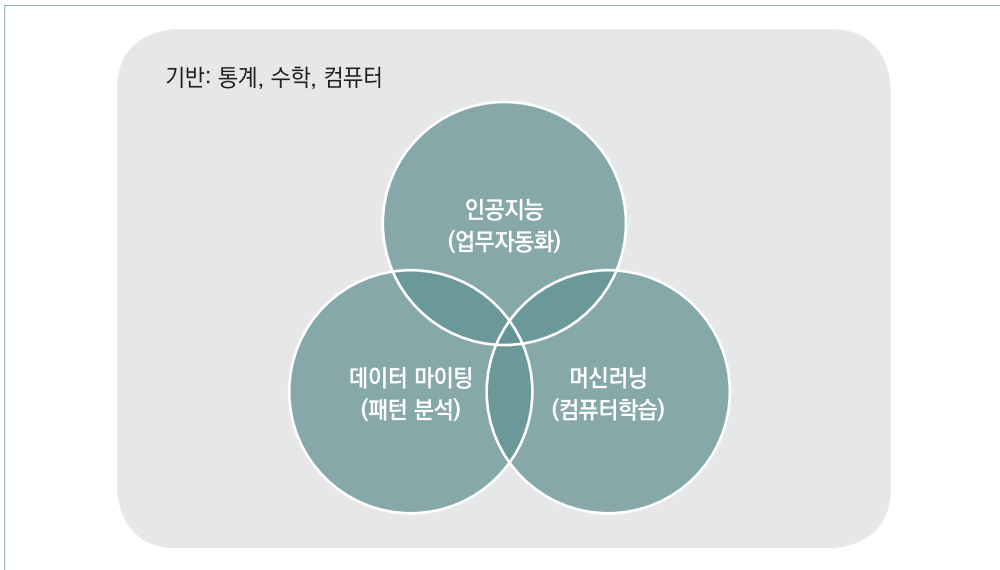 기반: 통계, 수학, 컴퓨터
인공지능
(업무자동화)
데이터 마이팅
(패턴 분석)
머신러닝
(컴퓨터학습)